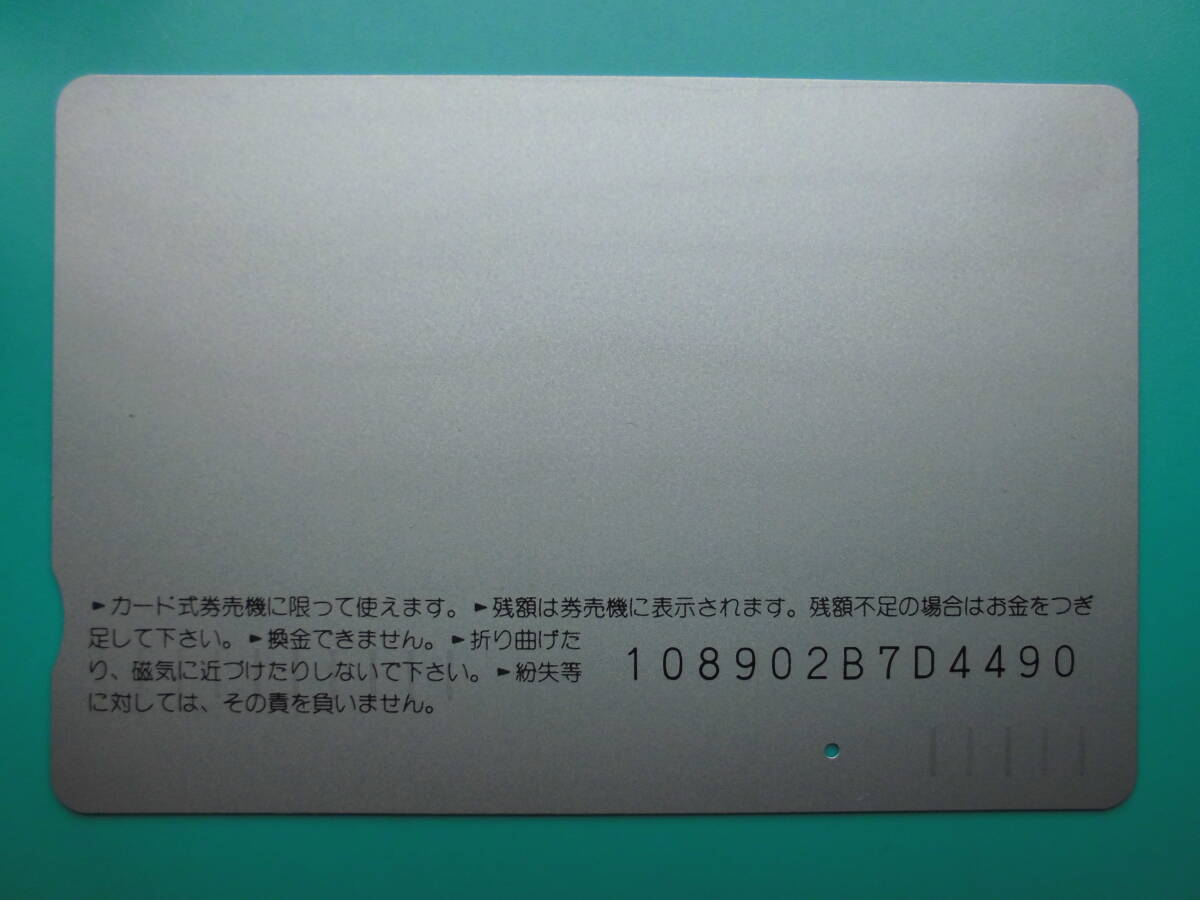 ►カード式券売機に限って使えます。►残額は券売機に表示されます。残額不足の場合はお金をつぎ
足して下さい。►換金できません。►折り曲げた
り、磁気に近づけたりしないで下さい。►紛失等
に対しては、その責を負いません。
108902B7D4490